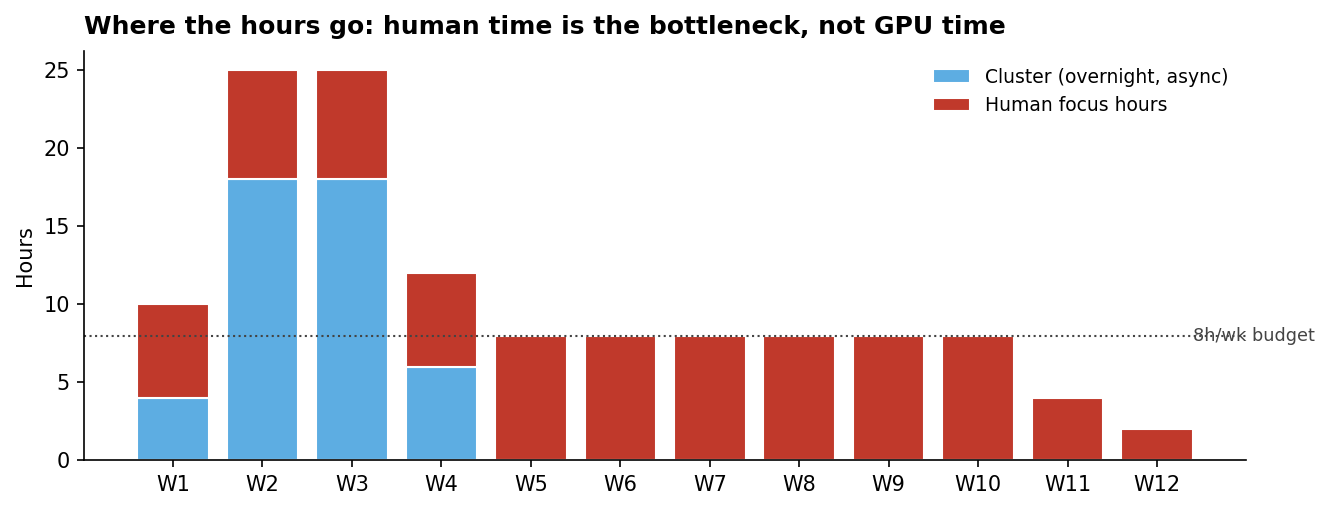 Where the hours go: human time is the bottleneck, not GPU time
Cluster (overnight, async)
Human focus hours
Hours
25
20
15
10
5
0
8h/wk budget
W1 W2 W3 W4 W5 W6 W7 W8 W9 W10 W11 W12